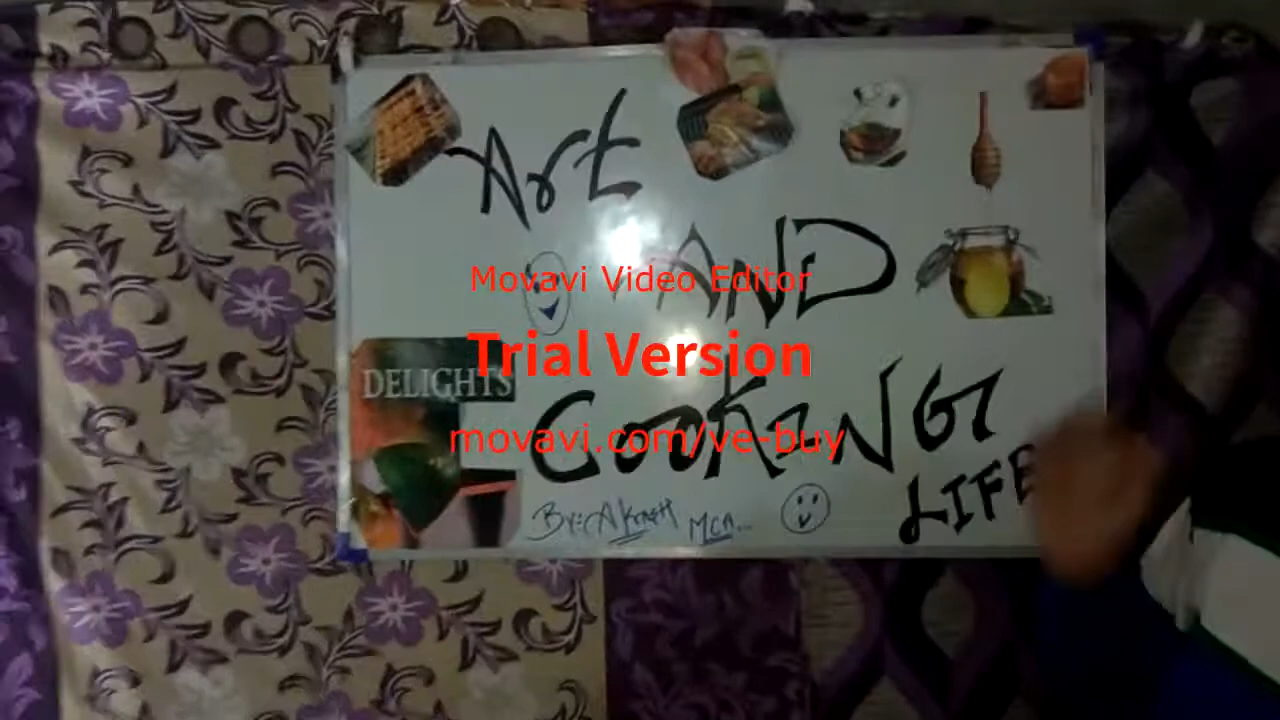 Art
AND
Movavi Video Editor
Trial Version
DELIGHTS
movavi.com/ve-buy
COOKING
LIFE
By: Akash MCA...